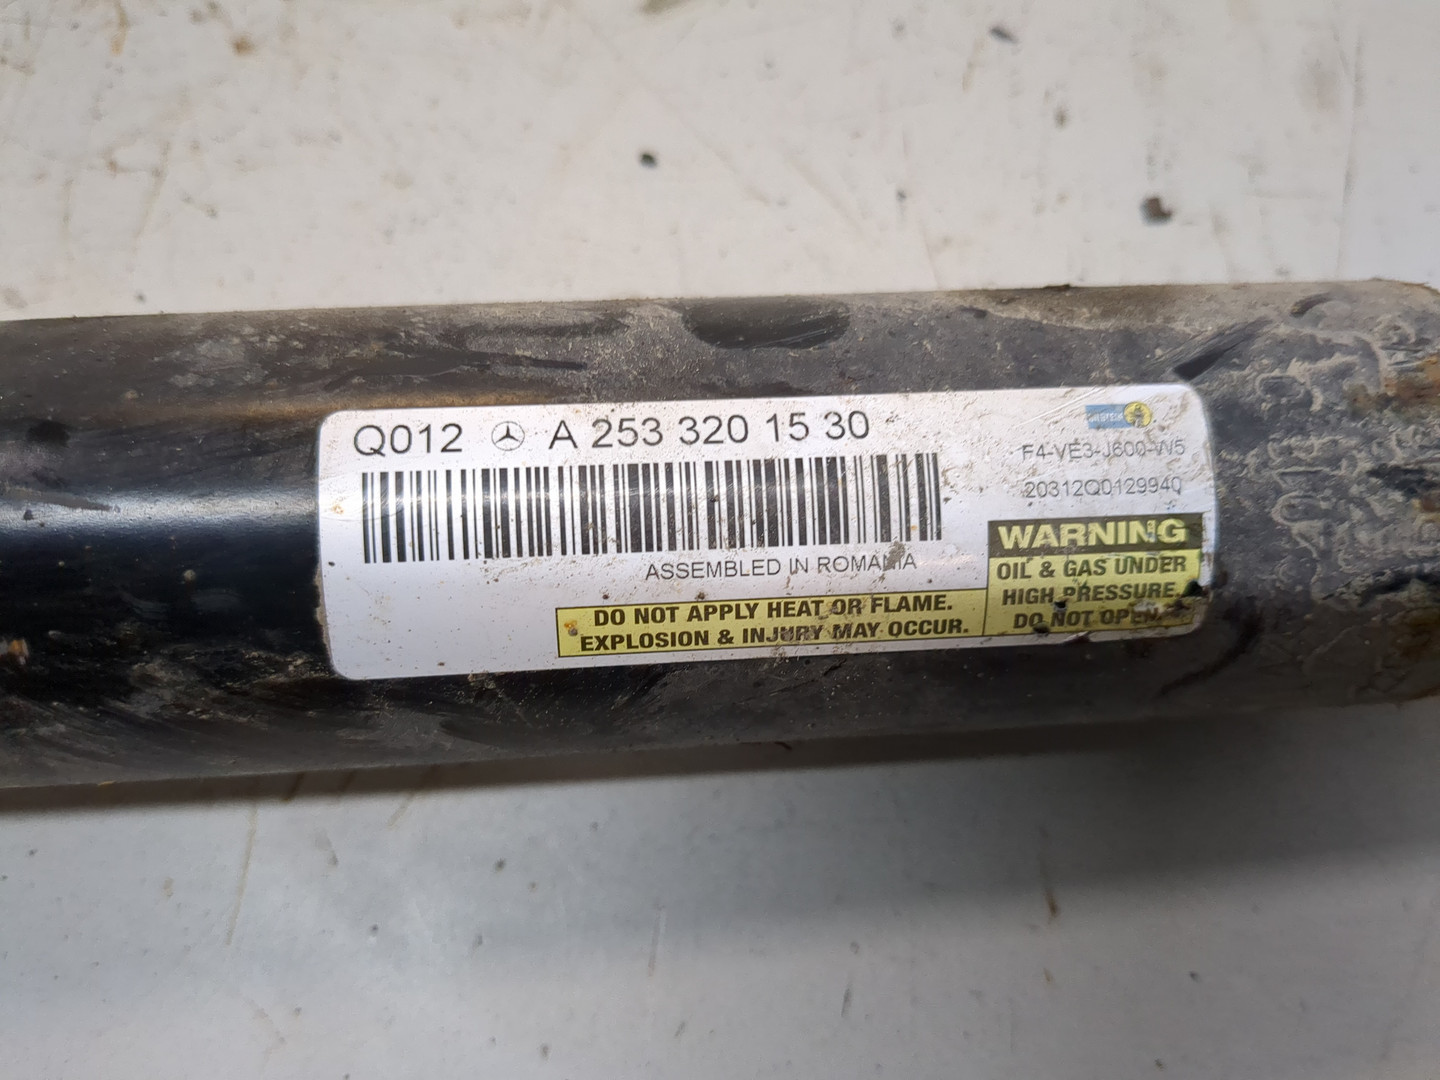 Q012 A 253 320 15 30
BILSTEIN
F4-VE3-J600-W5
20312Q0129940
ASSEMBLED IN ROMANIA
WARNING
OIL & GAS UNDER
HIGH PRESSURE.
DO NOT OPEN.
DO NOT APPLY HEAT OR FLAME.
EXPLOSION & INJURY MAY OCCUR.